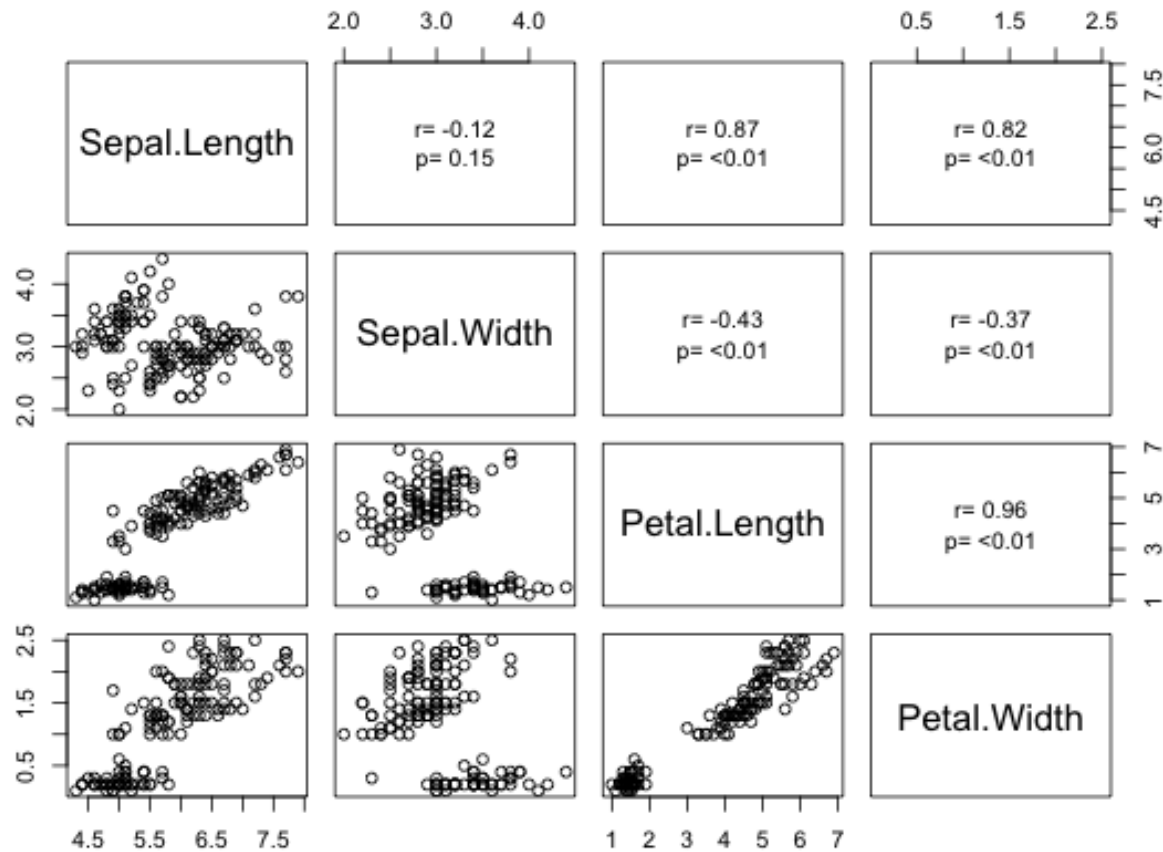 2.0 3.0 4.0
0.5 1.5 2.5
Sepal.Length
r= -0.12
p= 0.15
r= 0.87
p= <0.01
r= 0.82
p= <0.01
4.5 6.0 7.5
2.0 3.0 4.0
Sepal.Width
r= -0.43
p= <0.01
r= -0.37
p= <0.01
Petal.Length
r= 0.96
p= <0.01
1 3 5 7
0.5 1.5 2.5
Petal.Width
4.5 5.5 6.5 7.5
1 2 3 4 5 6 7